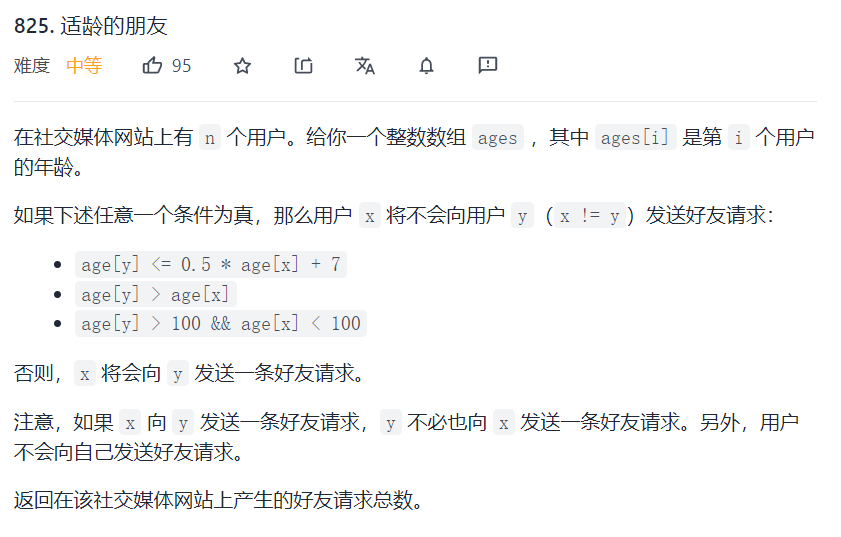 825. 适龄的朋友
难度 中等 95
在社交媒体网站上有 n 个用户。给你一个整数数组 ages ，其中 ages[i] 是第 i 个用户
的年龄。
如果下述任意一个条件为真，那么用户 x 将不会向用户 y（x != y）发送好友请求：
age[y] <= 0.5 * age[x] + 7
age[y] > age[x]
age[y] > 100 && age[x] < 100
否则，x 将会向 y 发送一条好友请求。
注意，如果 x 向 y 发送一条好友请求，y 不必也向 x 发送一条好友请求。另外，用户
不会向自己发送好友请求。
返回在该社交媒体网站上产生的好友请求总数。